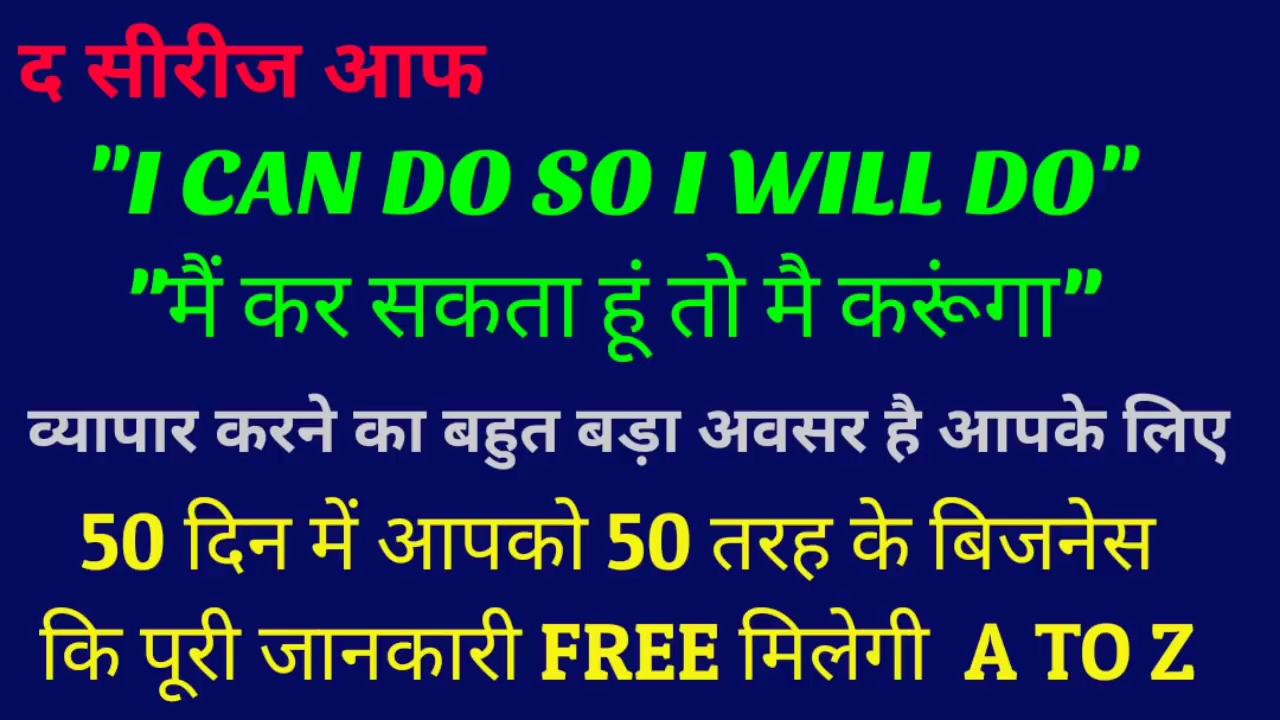 द सीरीज आफ
"I CAN DO SO I WILL DO"
"मैं कर सकता हूं तो मै करूंगा"
व्यापार करने का बहुत बड़ा अवसर है आपके लिए
50 दिन में आपको 50 तरह के बिजनेस
कि पूरी जानकारी FREE मिलेगी A TO Z